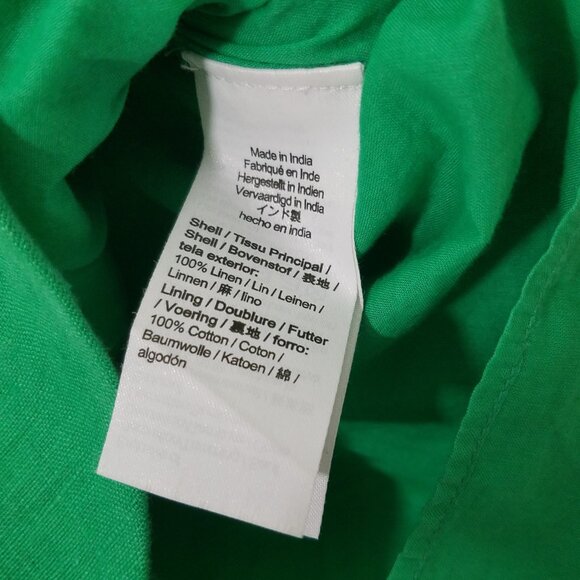 Made in India
Fabriqué en Inde
Hergestellt in Indien
Vervaardigd in India
インド製
hecho en india
Shell / Tissu Principal /
Shell / Bovenstof / 表地 /
tela exterior:
100% Linen / Lin / Leinen /
Linnen / 麻 / lino
Lining / Doublure / Futter
/ Voering / 裏地 / forro:
100% Cotton / Coton /
Baumwolle / Katoen / 綿 /
algodón